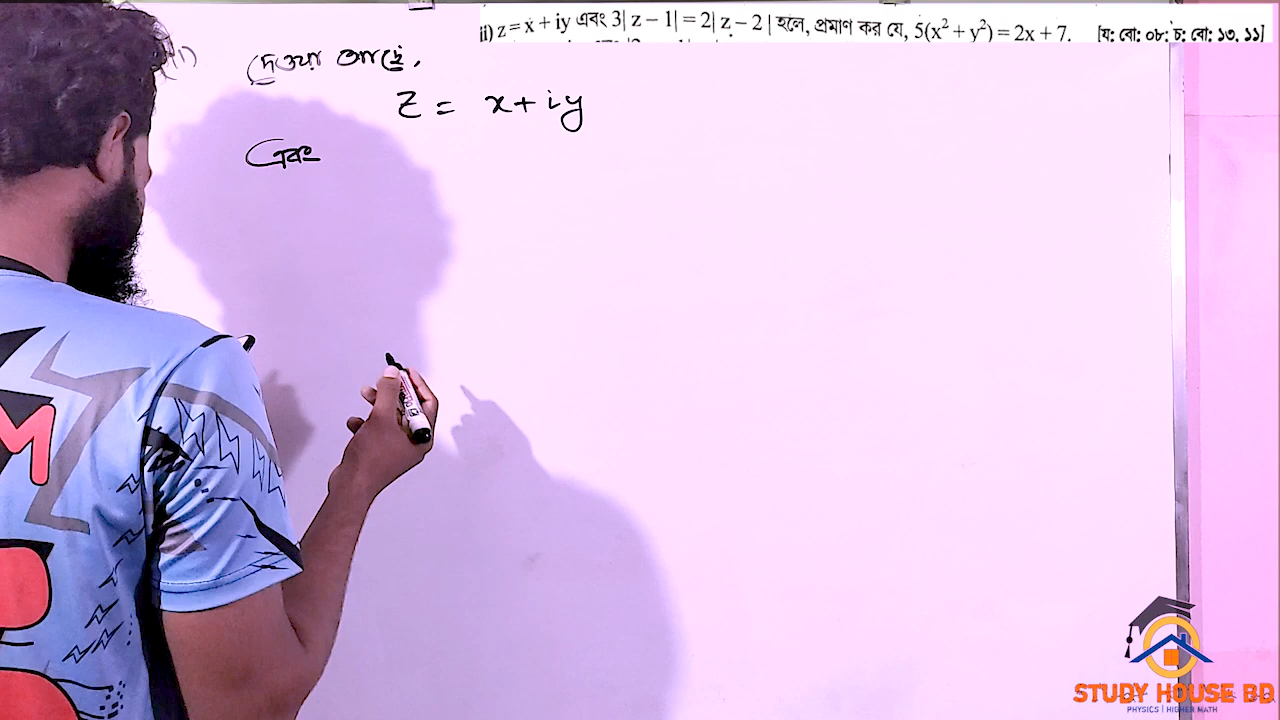 ii) z = x + iy এবং 3| z − 1| = 2| z − 2 | হলে, প্রমাণ কর যে, 5(x² + y²) = 2x + 7. [য: বো: ০৮; চ: বো: ১৩, ১১]
দেওয়া আছে,
z = x + iy
এবং
STUDY HOUSE BD
PHYSICS | HIGHER MATH